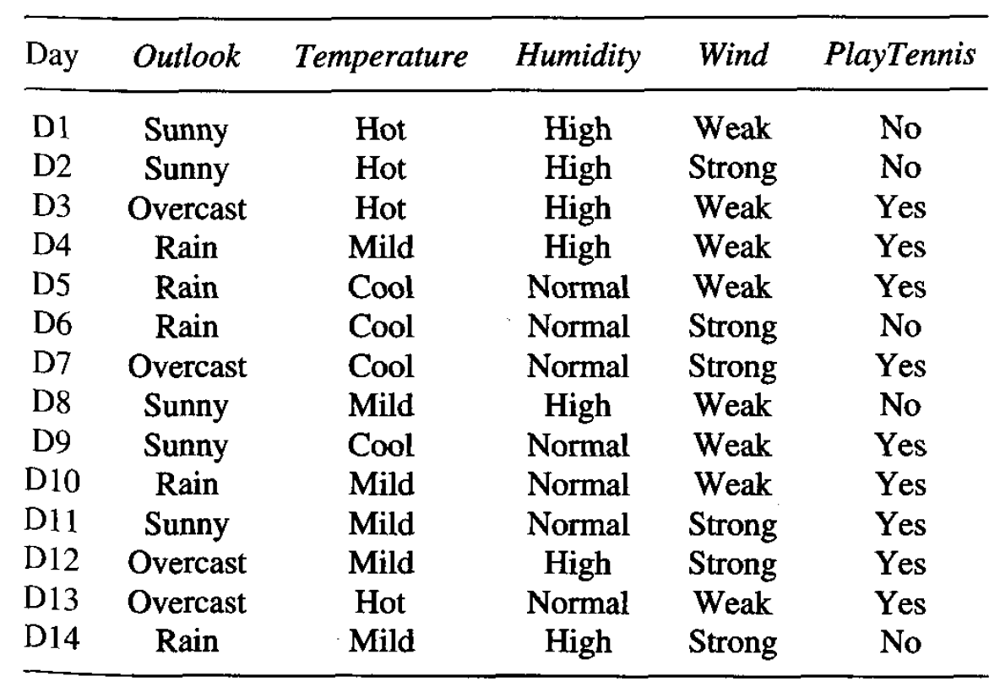 Day Outlook Temperature Humidity Wind PlayTennis
D1 Sunny Hot High Weak No
D2 Sunny Hot High Strong No
D3 Overcast Hot High Weak Yes
D4 Rain Mild High Weak Yes
D5 Rain Cool Normal Weak Yes
D6 Rain Cool Normal Strong No
D7 Overcast Cool Normal Strong Yes
D8 Sunny Mild High Weak No
D9 Sunny Cool Normal Weak Yes
D10 Rain Mild Normal Weak Yes
D11 Sunny Mild Normal Strong Yes
D12 Overcast Mild High Strong Yes
D13 Overcast Hot Normal Weak Yes
D14 Rain Mild High Strong No